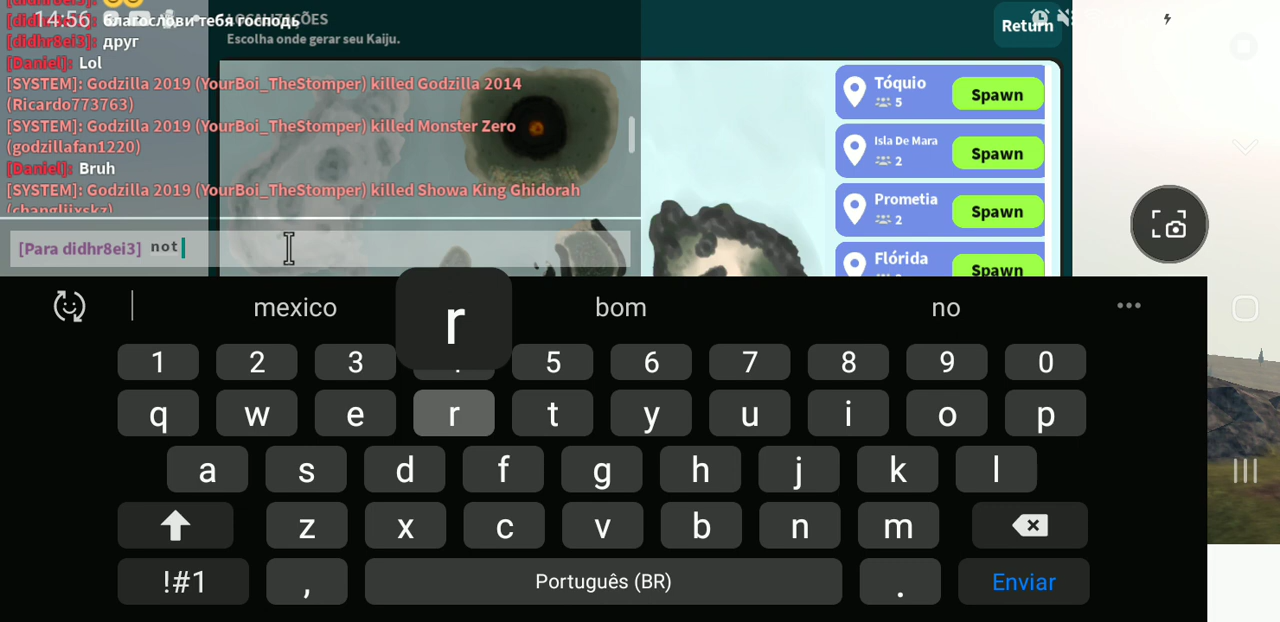 14:56
LOCALIZAÇÕES
Escolha onde gerar seu Kaiju.
Return
благослови тебя господь
[didhr8ei3]: друг
[Daniel]: Lol
[SYSTEM]: Godzilla 2019 (YourBoi_TheStomper) killed Godzilla 2014
(Ricardo773763)
[SYSTEM]: Godzilla 2019 (YourBoi_TheStomper) killed Monster Zero
(godzillafan1220)
[Daniel]: Bruh
[SYSTEM]: Godzilla 2019 (YourBoi_TheStomper) killed Showa King Ghidorah
[Para didhr8ei3] not
Tóquio
5
Spawn
Isla De Mara
2
Spawn
Prometia
2
Spawn
Flórida
Spawn
mexico bom no
r
1 2 3 5 6 7 8 9 0
q w e r t y u i o p
a s d f g h j k l
z x c v b n m
!#1 , Português (BR) . Enviar